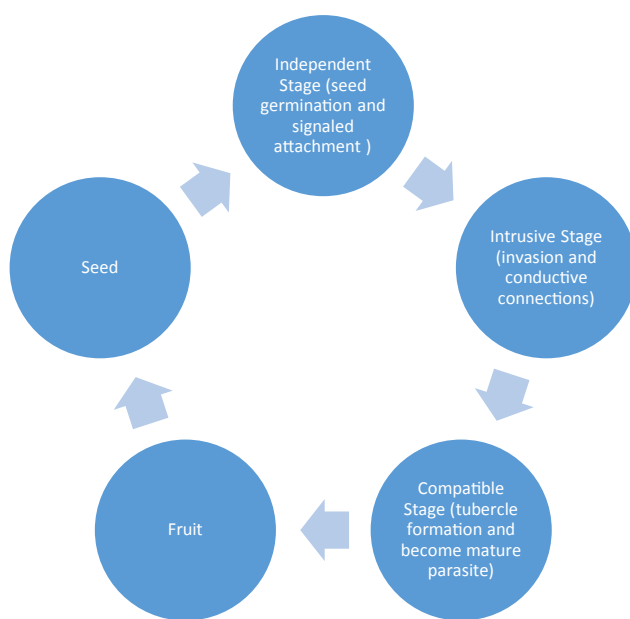 Independent
Stage (seed
germination and
signaled
attachment )
Intrusive Stage
(invasion and
conductive
connections)
Compatible
Stage (tubercle
formation and
become mature
parasite)
Fruit
Seed